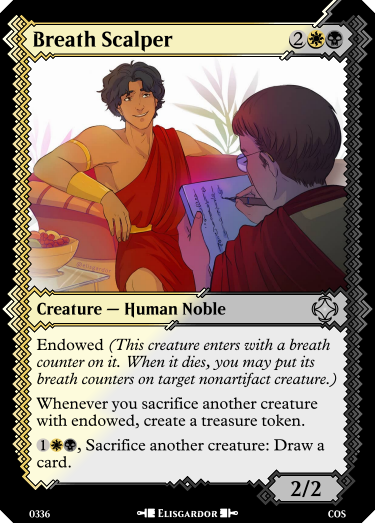 Breath Scalper
2
Creature — Human Noble
Endowed (This creature enters with a breath
counter on it. When it dies, you may put its
breath counters on target nonartifact creature.)
Whenever you sacrifice another creature
with endowed, create a treasure token.
1, Sacrifice another creature: Draw a
card.
2/2
0336
Elisgardor
COS